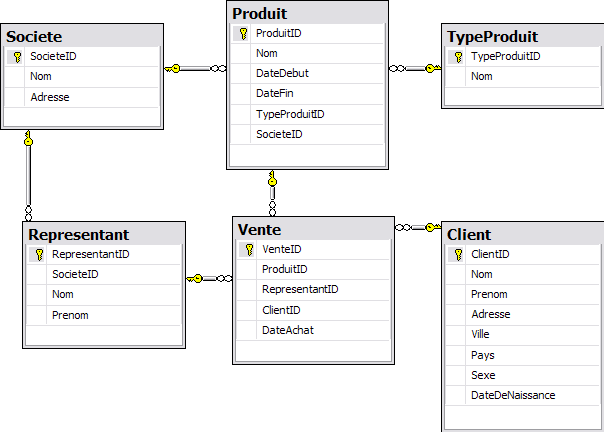 Societe
SocieteID
Nom
Adresse
Produit
ProduitID
Nom
DateDebut
DateFin
TypeProduitID
SocieteID
TypeProduit
TypeProduitID
Nom
Representant
RepresentantID
SocieteID
Nom
Prenom
Vente
VenteID
ProduitID
RepresentantID
ClientID
DateAchat
Client
ClientID
Nom
Prenom
Adresse
Ville
Pays
Sexe
DateDeNaissance